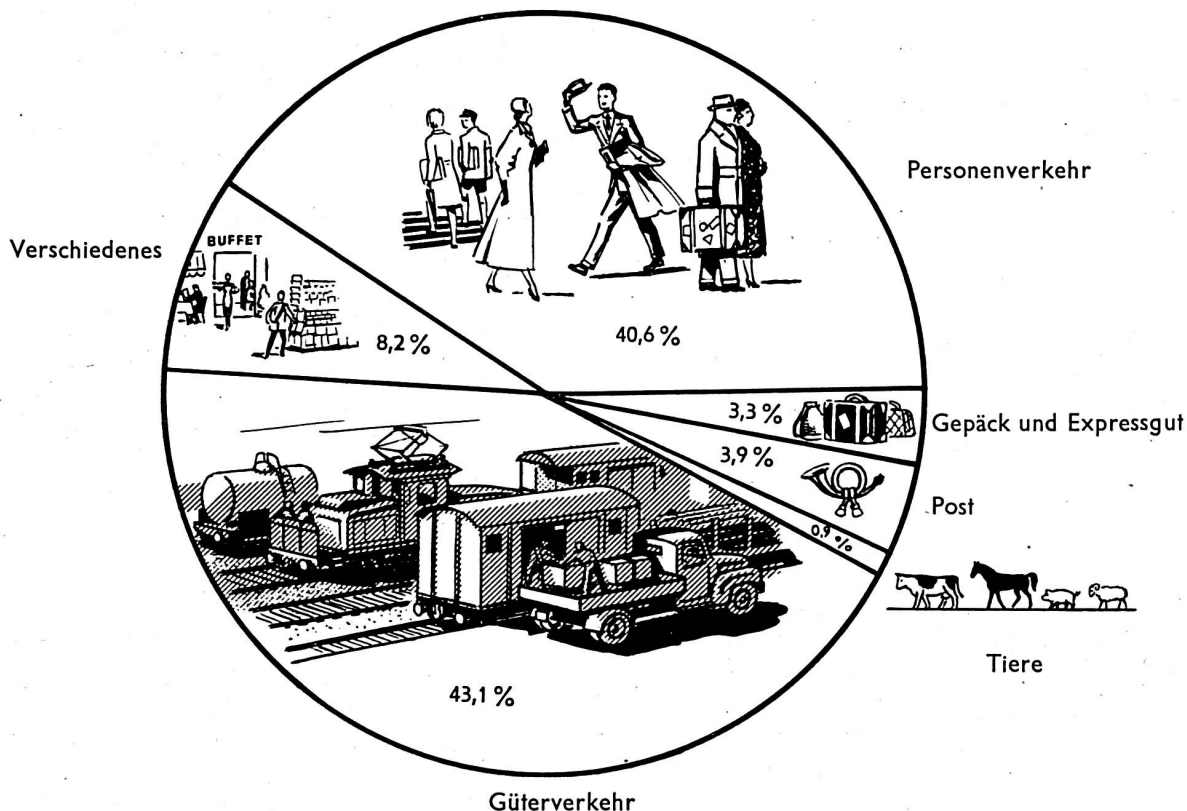 Personenverkehr
Verschiedenes
BUFFET
8,2 %
40,6 %
3,3 %
Gepäck und Expressgut
3,9 %
Post
0,9 %
Tiere
43,1 %
Güterverkehr